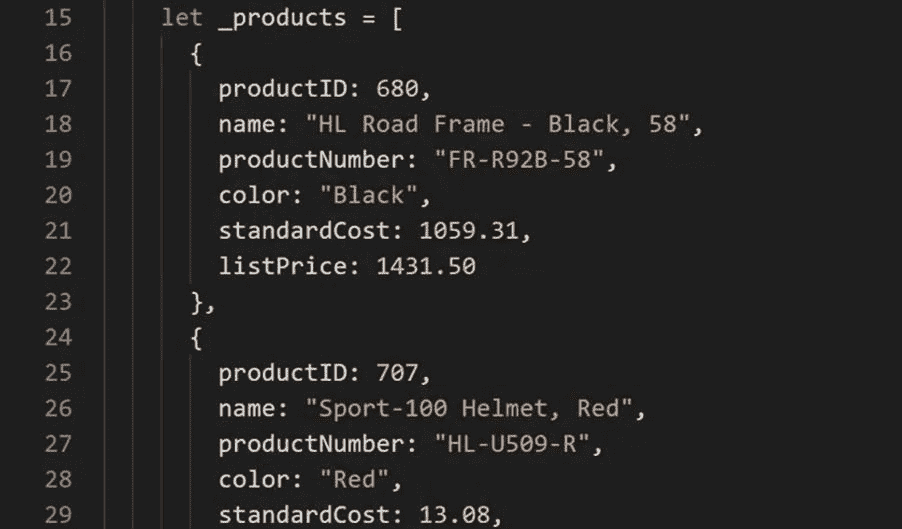 15 let _products = [
16 {
17 productID: 680,
18 name: "HL Road Frame - Black, 58",
19 productNumber: "FR-R92B-58",
20 color: "Black",
21 standardCost: 1059.31,
22 listPrice: 1431.50
23 },
24 {
25 productID: 707,
26 name: "Sport-100 Helmet, Red",
27 productNumber: "HL-U509-R",
28 color: "Red",
29 standardCost: 13.08,